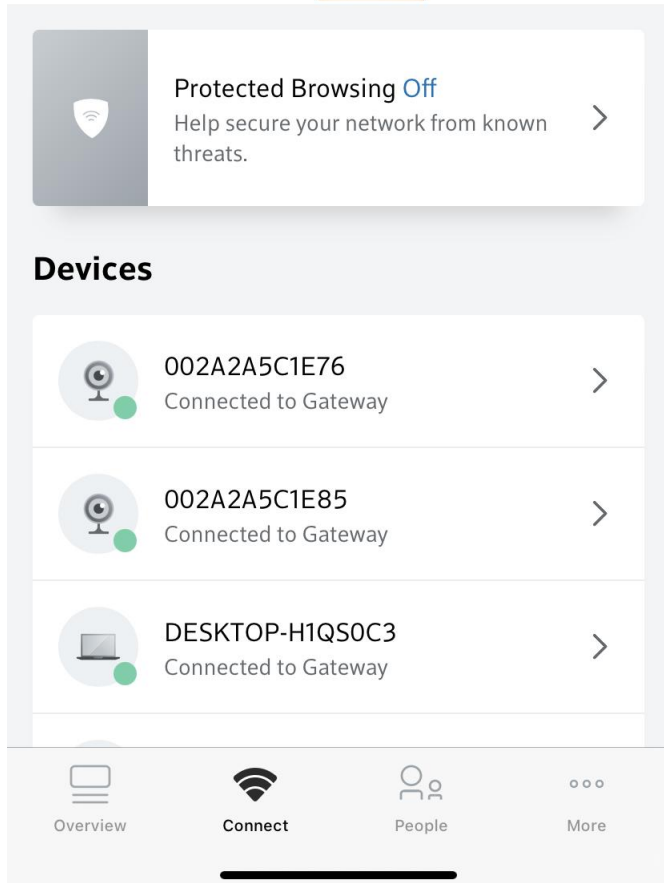 Protected Browsing Off
Help secure your network from known
threats.
Devices
002A2A5C1E76
Connected to Gateway
002A2A5C1E85
Connected to Gateway
DESKTOP-H1QS0C3
Connected to Gateway
Overview
Connect
People
More